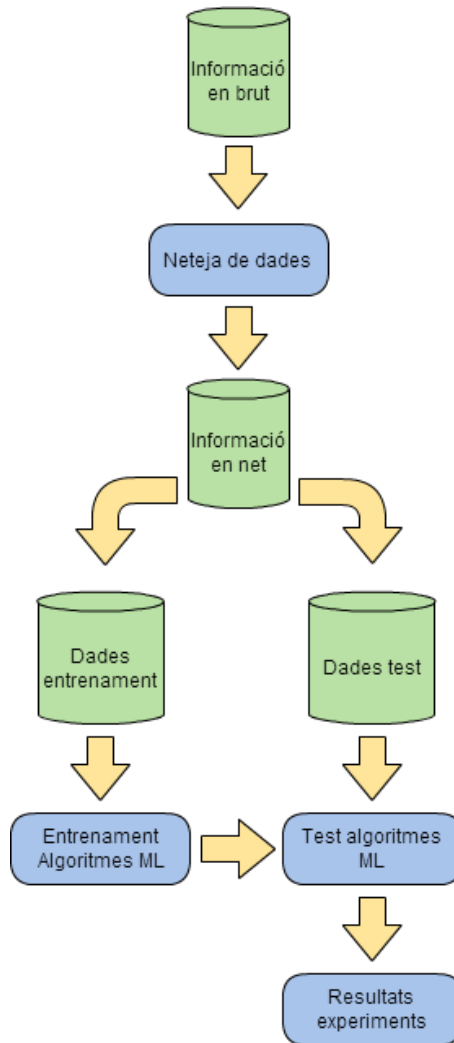 Informació
en brut
Neteja de dades
Informació
en net
Dades
entrenament
Dades test
Entrenament
Algoritmes ML
Test algoritmes
ML
Resultats
experiments